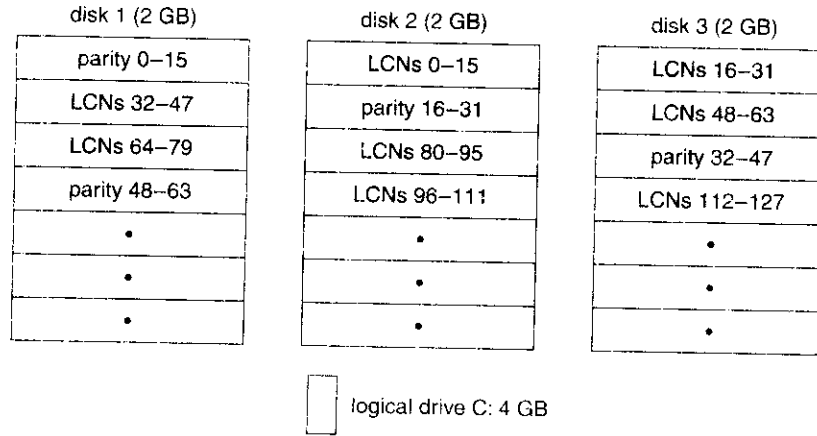 disk 1 (2 GB)
disk 2 (2 GB)
disk 3 (2 GB)
parity 0–15
LCNs 0–15
LCNs 16–31
LCNs 32–47
parity 16–31
LCNs 48–63
LCNs 64–79
LCNs 80–95
parity 32–47
parity 48–63
LCNs 96–111
LCNs 112–127
logical drive C: 4 GB